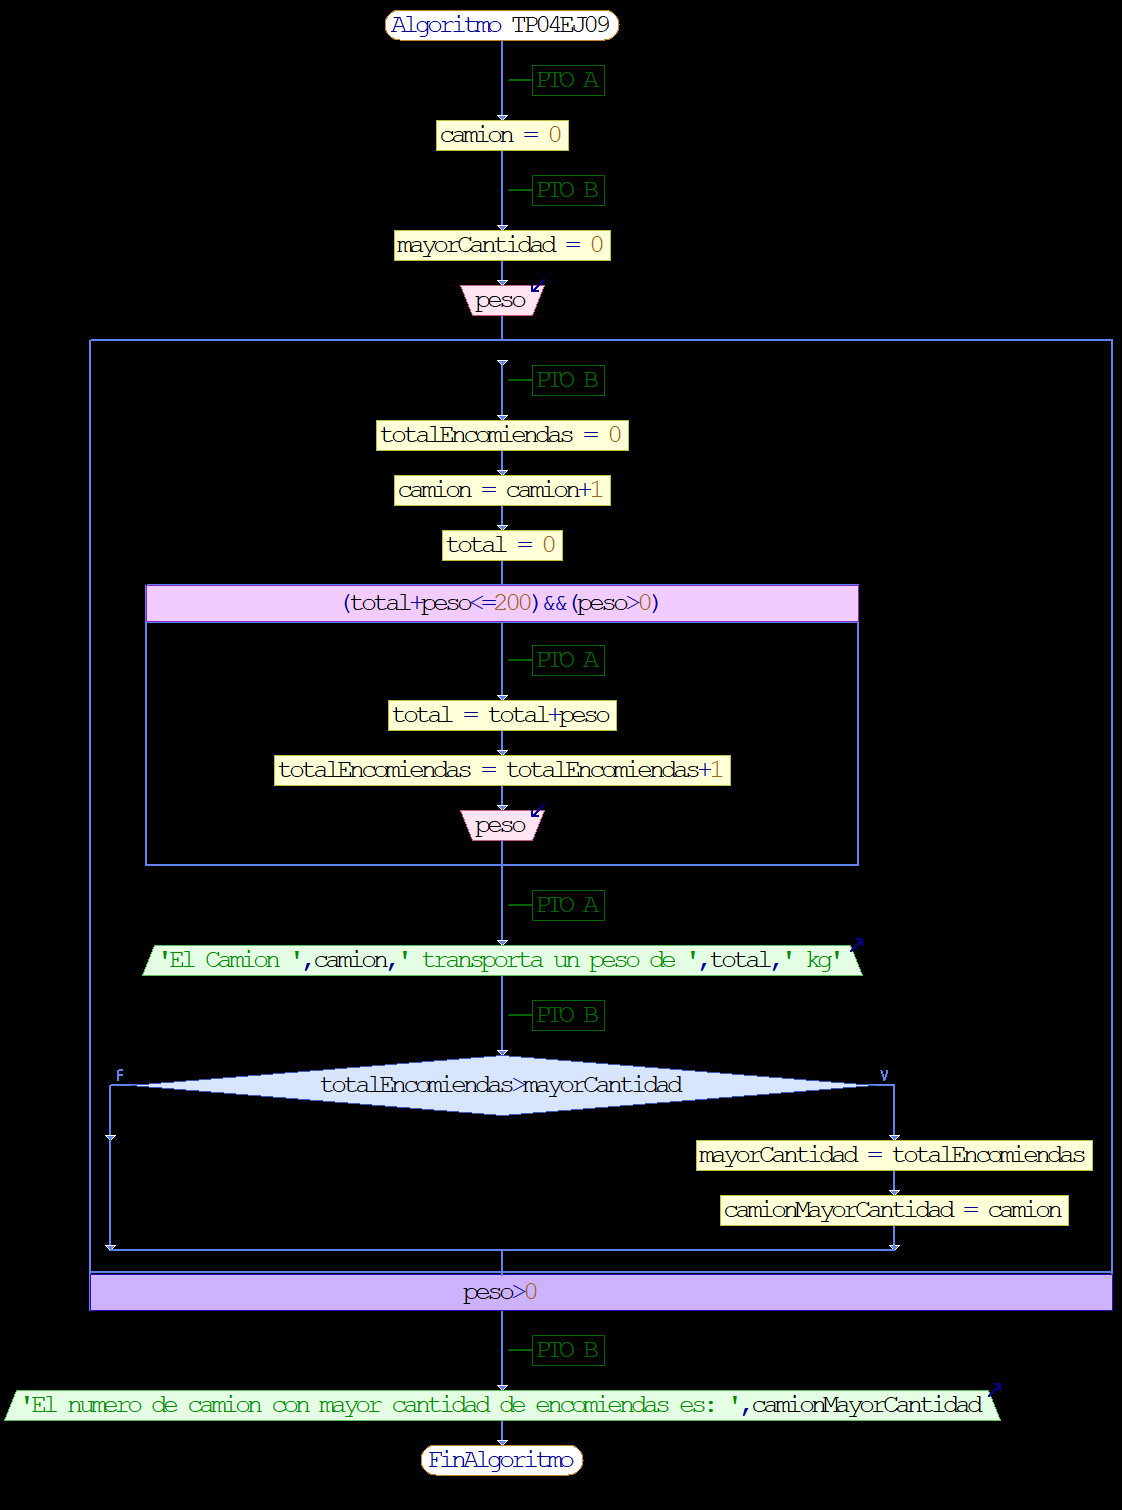 Algoritmo TP04EJ09
PTO A
camion = 0
PTO B
mayorCantidad = 0
peso
PTO B
totalEncomiendas = 0
camion = camion+1
total = 0
(total+peso<=200)&&(peso>0)
PTO A
total = total+peso
totalEncomiendas = totalEncomiendas+1
peso
PTO A
'El Camion ',camion,' transporta un peso de ',total,' kg'
PTO B
F
V
totalEncomiendas>mayorCantidad
mayorCantidad = totalEncomiendas
camionMayorCantidad = camion
peso>0
PTO B
'El numero de camion con mayor cantidad de encomiendas es: ',camionMayorCantidad
FinAlgoritmo